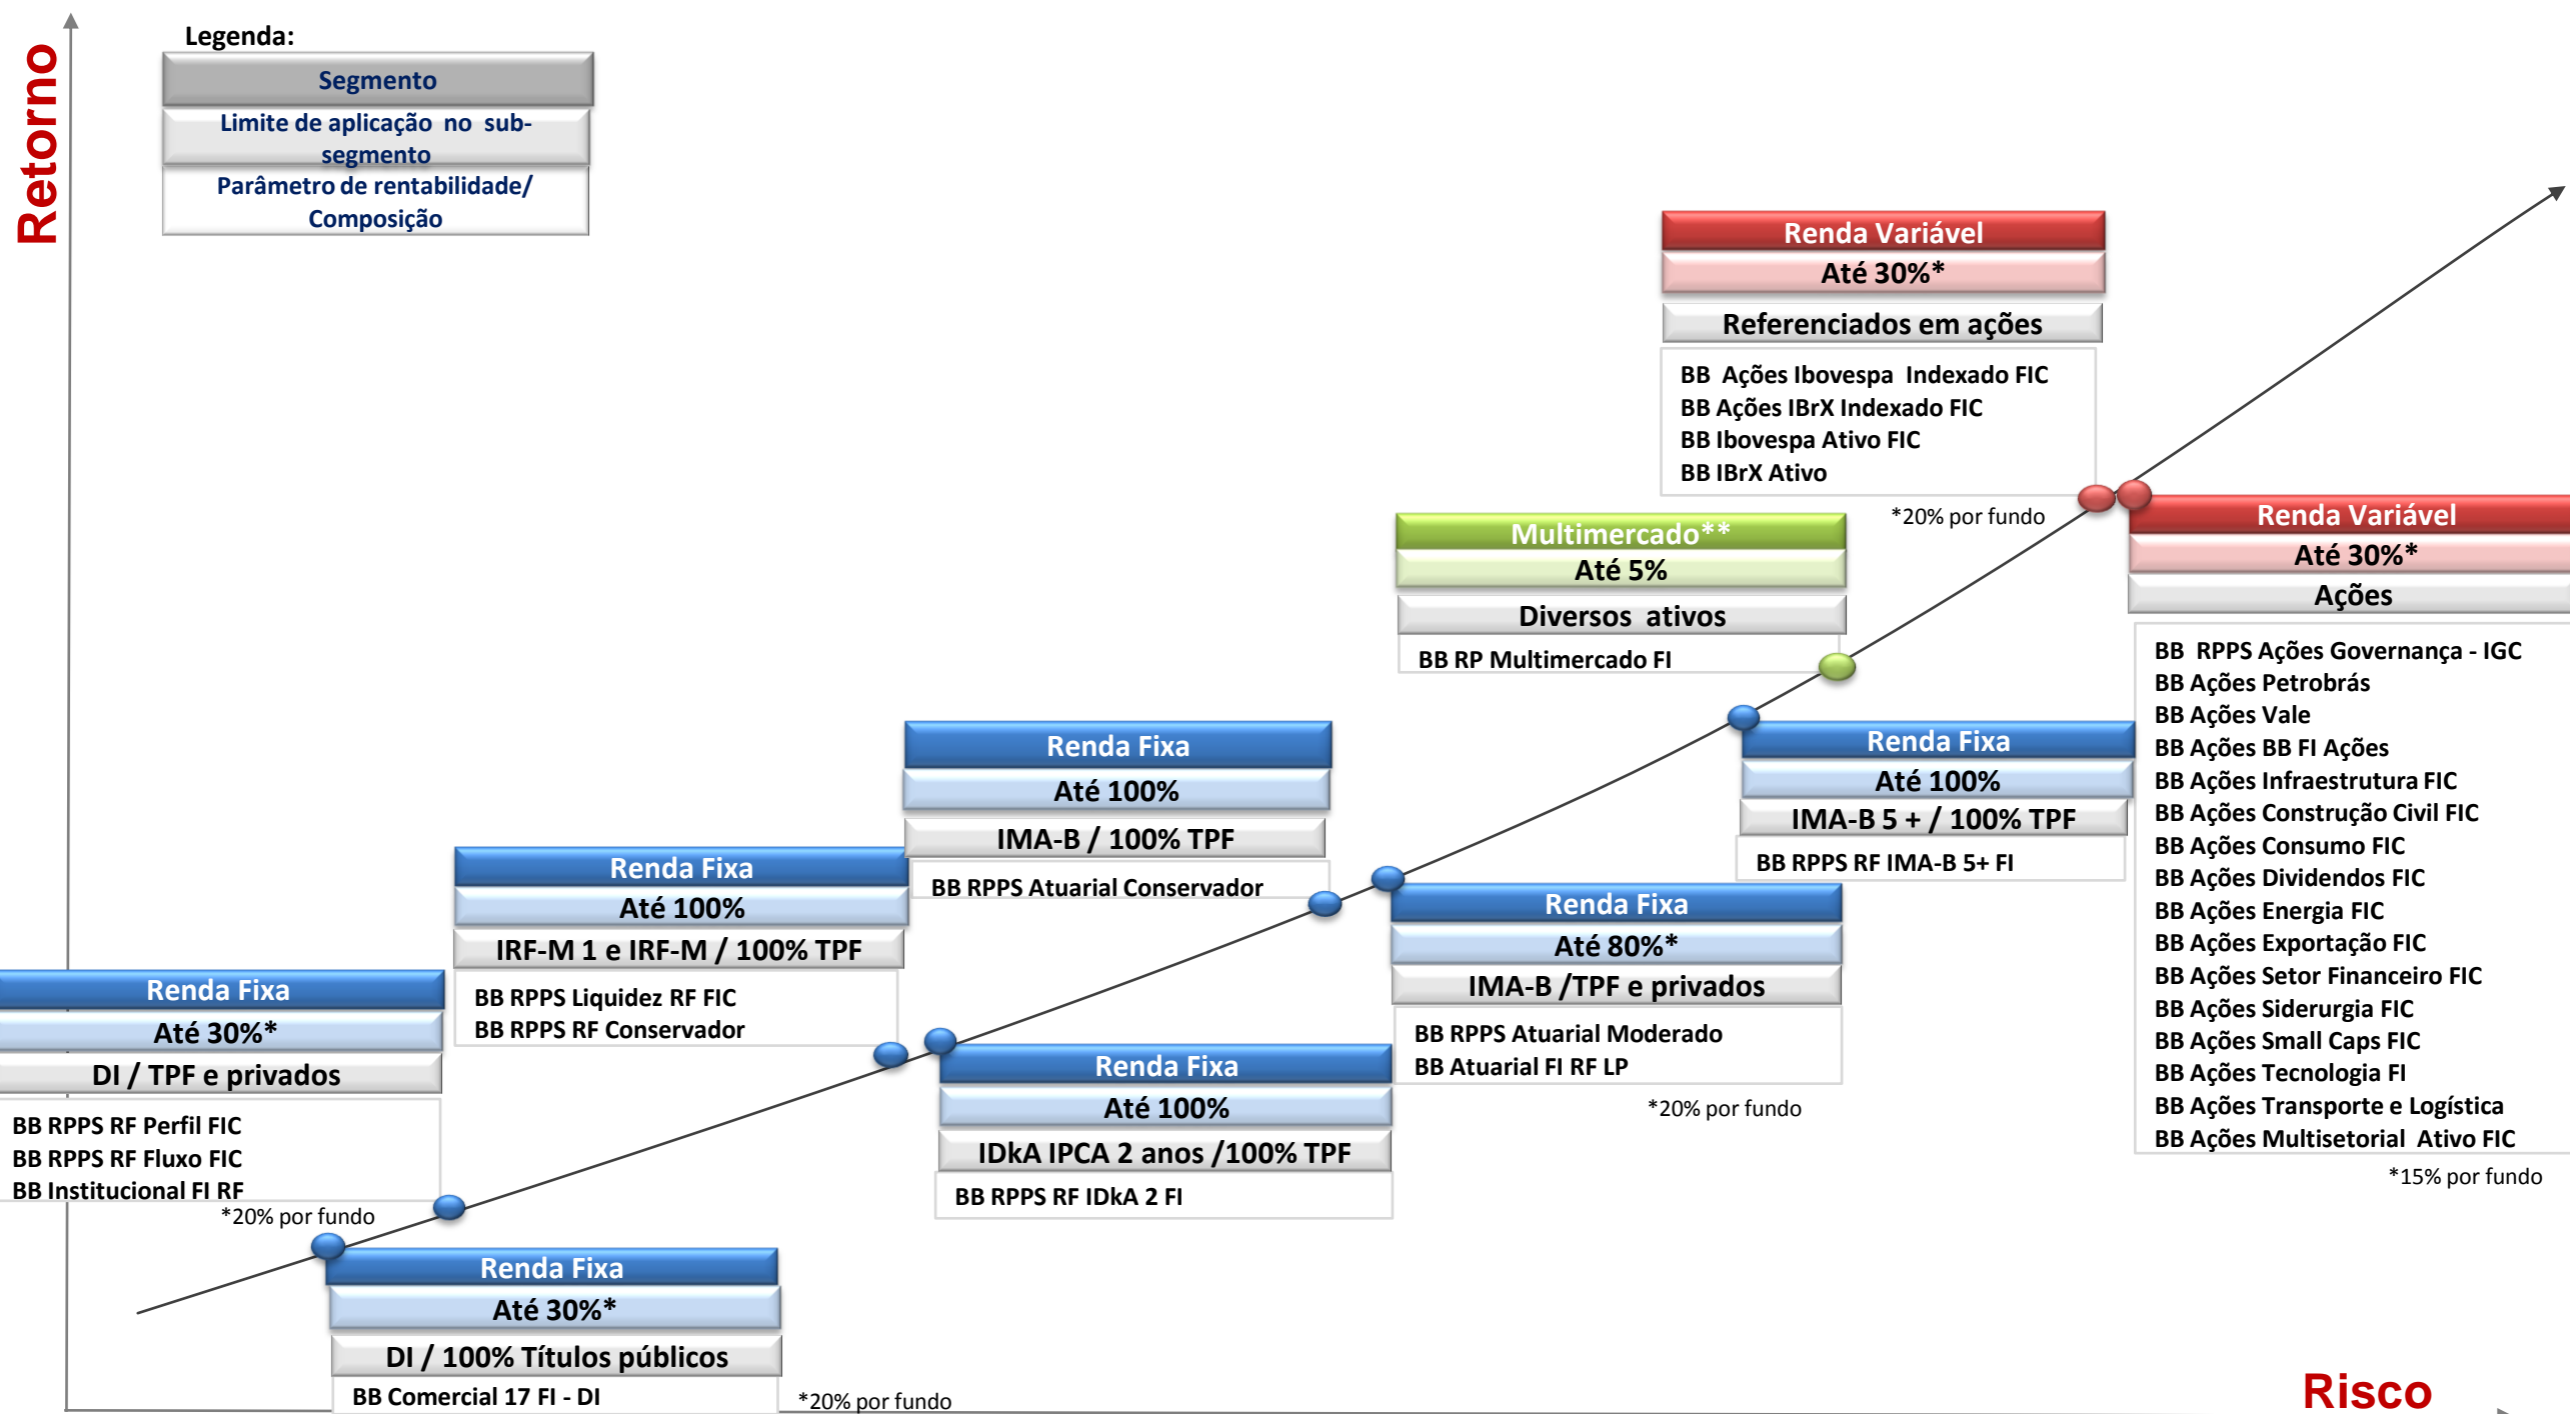 Retorno
Legenda:
Segmento
Limite de aplicação no sub-
segmento
Parâmetro de rentabilidade/
Composição
Renda Variável
Até 30%*
Referenciados em ações
BB Ações Ibovespa Indexado FIC
BB Ações IBrX Indexado FIC
BB Ibovespa Ativo FIC
BB IBrX Ativo
*20% por fundo
Renda Variável
Até 30%*
Ações
BB RPPS Ações Governança - IGC
BB Ações Petrobrás
BB Ações Vale
BB Ações BB FI Ações
BB Ações Infraestrutura FIC
BB Ações Construção Civil FIC
BB Ações Consumo FIC
BB Ações Dividendos FIC
BB Ações Energia FIC
BB Ações Exportação FIC
BB Ações Setor Financeiro FIC
BB Ações Siderurgia FIC
BB Ações Small Caps FIC
BB Ações Tecnologia FI
BB Ações Transporte e Logística
BB Ações Multisetorial Ativo FIC
*15% por fundo
Multimercado**
Até 5%
Diversos ativos
BB RP Multimercado FI
Renda Fixa
Até 100%
IMA-B 5 + / 100% TPF
BB RPPS RF IMA-B 5+ FI
Renda Fixa
Até 100%
IMA-B / 100% TPF
BB RPPS Atuarial Conservador
Renda Fixa
Até 80%*
IMA-B /TPF e privados
BB RPPS Atuarial Moderado
BB Atuarial FI RF LP
*20% por fundo
Renda Fixa
Até 100%
IRF-M 1 e IRF-M / 100% TPF
BB RPPS Liquidez RF FIC
BB RPPS RF Conservador
Renda Fixa
Até 100%
IDkA IPCA 2 anos /100% TPF
BB RPPS RF IDkA 2 FI
Renda Fixa
Até 30%*
DI / TPF e privados
BB RPPS RF Perfil FIC
BB RPPS RF Fluxo FIC
BB Institucional FI RF
*20% por fundo
Renda Fixa
Até 30%*
DI / 100% Títulos públicos
BB Comercial 17 FI - DI
*20% por fundo
Risco